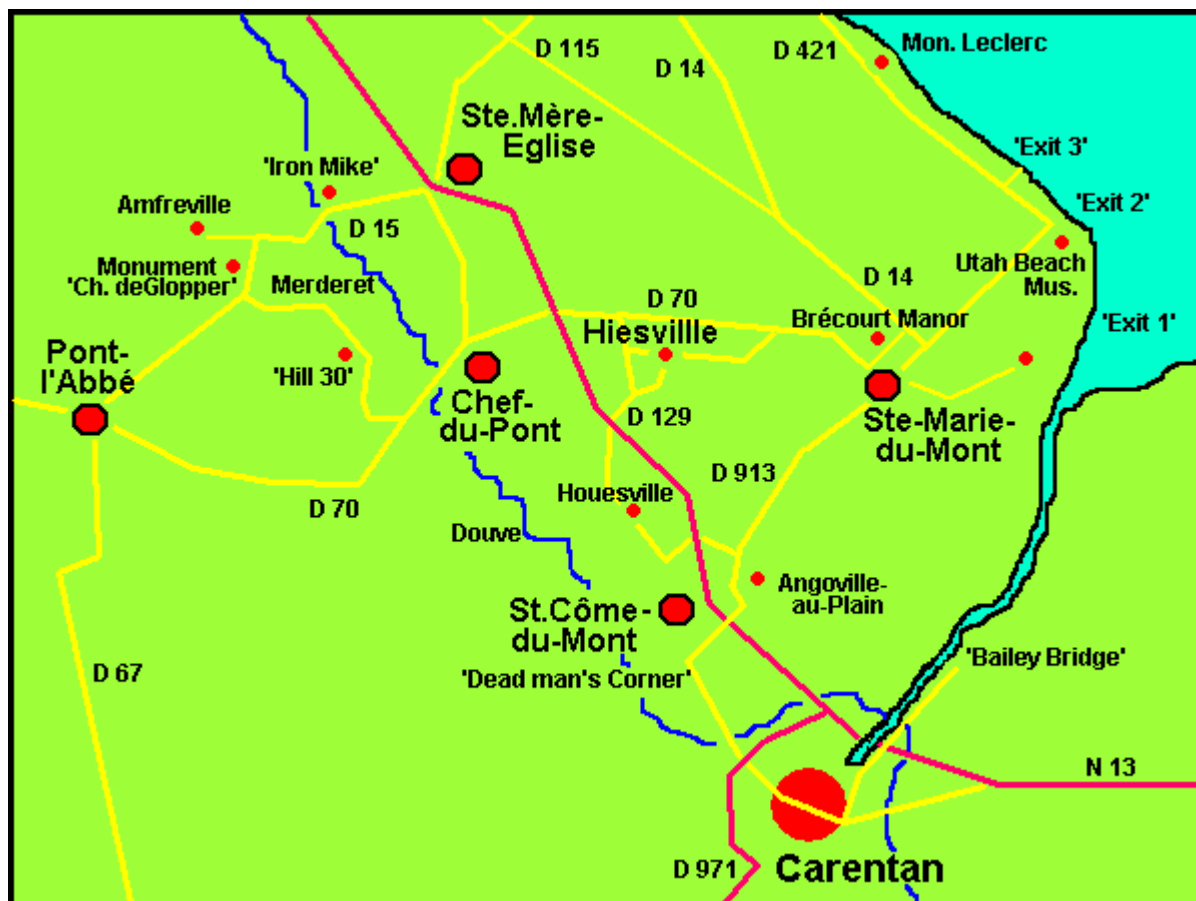 Mon. Leclerc
D 115
D 14
D 421
Ste.Mère-
Eglise
'Exit 3'
'Iron Mike'
Amfreville
'Exit 2'
D 15
Utah Beach
Mus.
Monument
'Ch. deGlopper'
Merderet
D 14
D 70
Brécourt Manor
'Exit 1'
Hiesvillle
Pont-
l'Abbé
'Hill 30'
Chef-
du-Pont
D 129
Ste-Marie-
du-Mont
D 913
Houesville
D 70
Douve
Angoville-
au-Plain
St.Côme-
du-Mont
'Bailey Bridge'
D 67
'Dead man's Corner'
N 13
D 971
Carentan